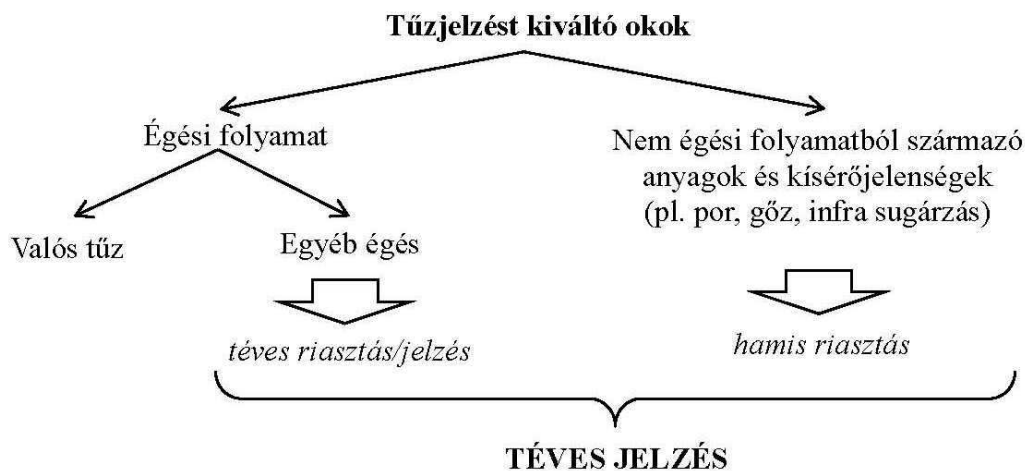 Tűzjelzést kiváltó okok
Égési folyamat
Nem égési folyamatból származó
anyagok és kísérőjelenségek
(pl. por, gőz, infra sugárzás)
Valós tűz
Egyéb égés
téves riasztás/jelzés
hamis riasztás
TÉVES JELZÉS